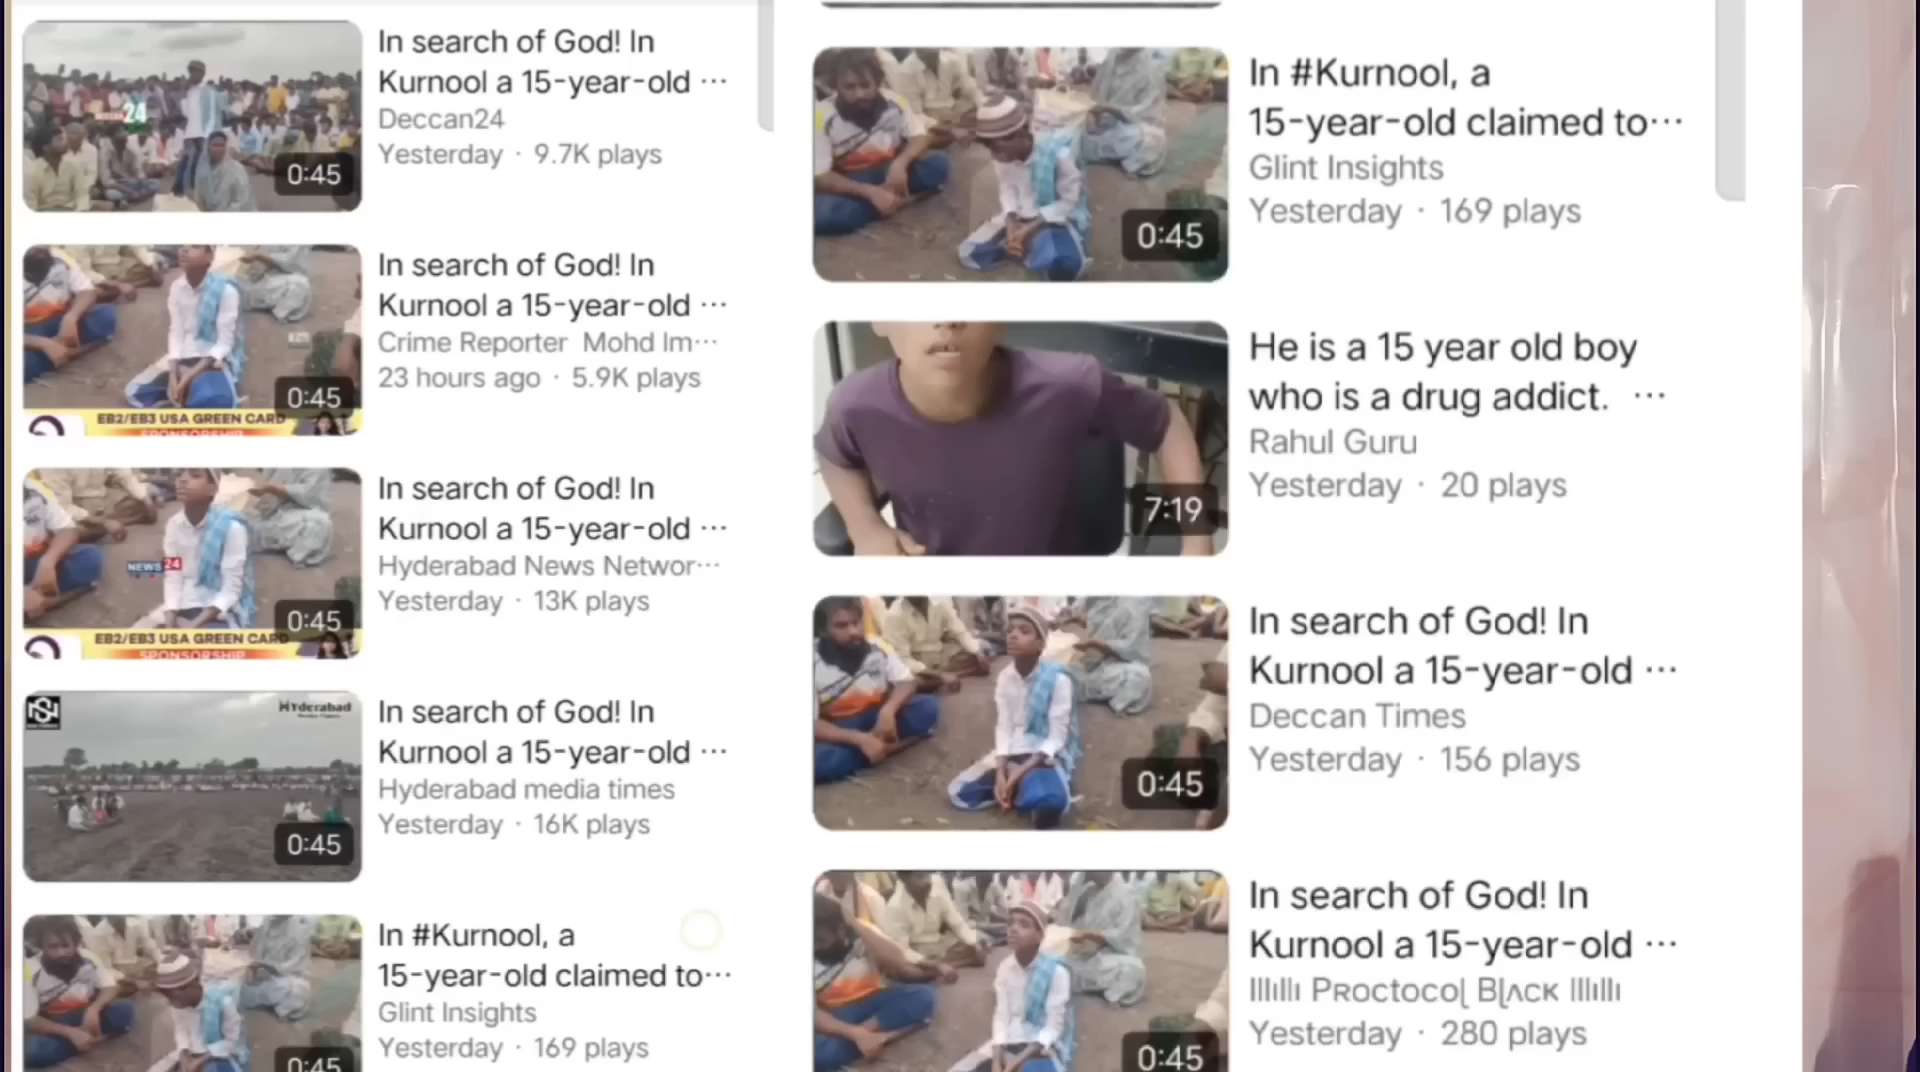 24
0:45
In search of God! In
Kurnool a 15-year-old ...
Deccan24
Yesterday · 9.7K plays
0:45
EB2/EB3 USA GREEN CARD
SPONSORSHIP
In search of God! In
Kurnool a 15-year-old ...
Crime Reporter Mohd Im...
23 hours ago · 5.9K plays
NEWS 24
0:45
EB2/EB3 USA GREEN CARD
SPONSORSHIP
In search of God! In
Kurnool a 15-year-old ...
Hyderabad News Networ...
Yesterday · 13K plays
Hyderabad
0:45
In search of God! In
Kurnool a 15-year-old ...
Hyderabad media times
Yesterday · 16K plays
0:45
In #Kurnool, a
15-year-old claimed to...
Glint Insights
Yesterday · 169 plays
0:45
In #Kurnool, a
15-year-old claimed to...
Glint Insights
Yesterday · 169 plays
7:19
He is a 15 year old boy
who is a drug addict. ...
Rahul Guru
Yesterday · 20 plays
0:45
In search of God! In
Kurnool a 15-year-old ...
Deccan Times
Yesterday · 156 plays
0:45
In search of God! In
Kurnool a 15-year-old ...
IIlıIlı Pʀoctocoɭ Bɭʌcᴋ IIlıIlı
Yesterday · 280 plays